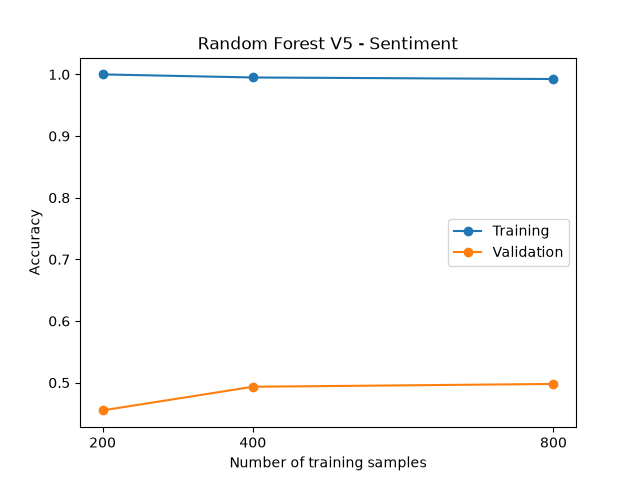 Random Forest V5 - Sentiment
1.0
0.9
0.8
0.7
0.6
0.5
Accuracy
Training
Validation
200
400
800
Number of training samples